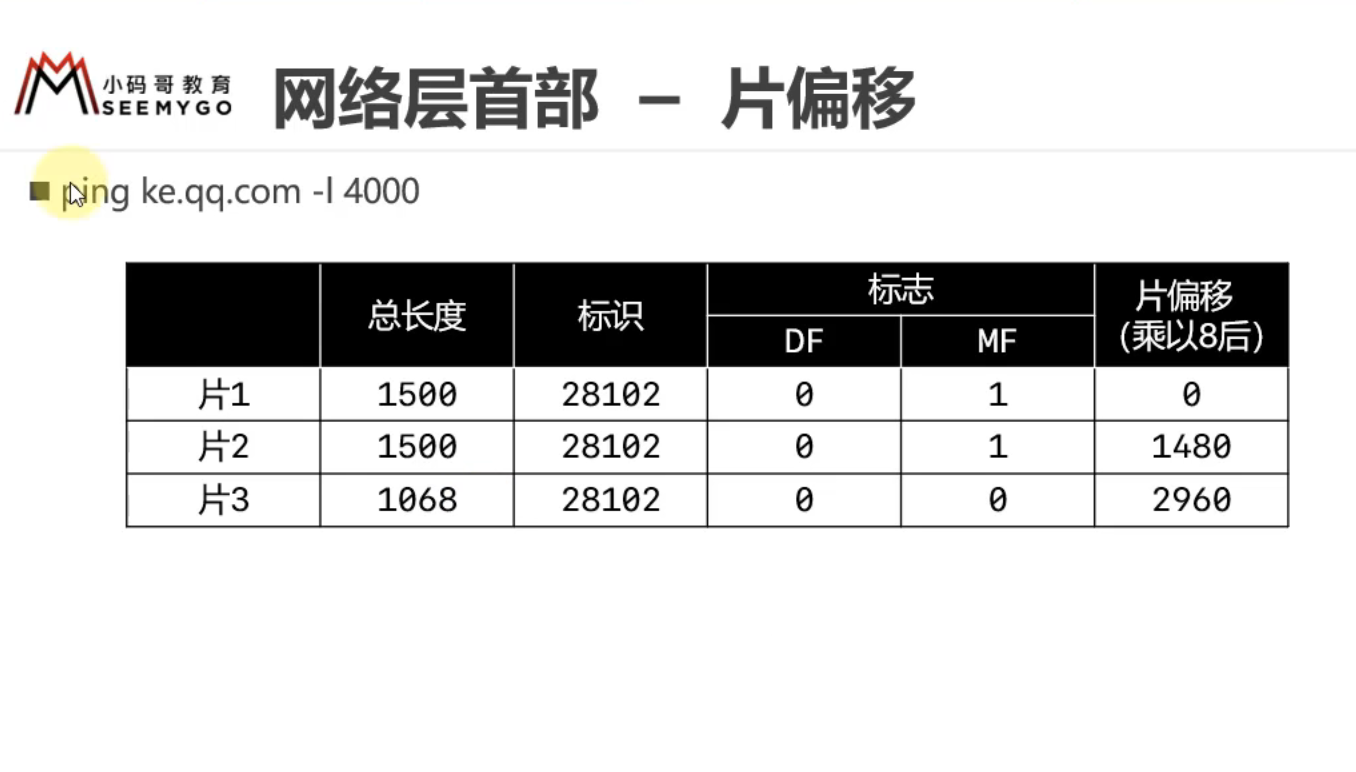 小码哥教育
SEEMYGO
网络层首部 － 片偏移
■ ping ke.qq.com -l 4000
总长度 标识 标志 片偏移
(乘以8后)
DF MF
片1 1500 28102 0 1 0
片2 1500 28102 0 1 1480
片3 1068 28102 0 0 2960